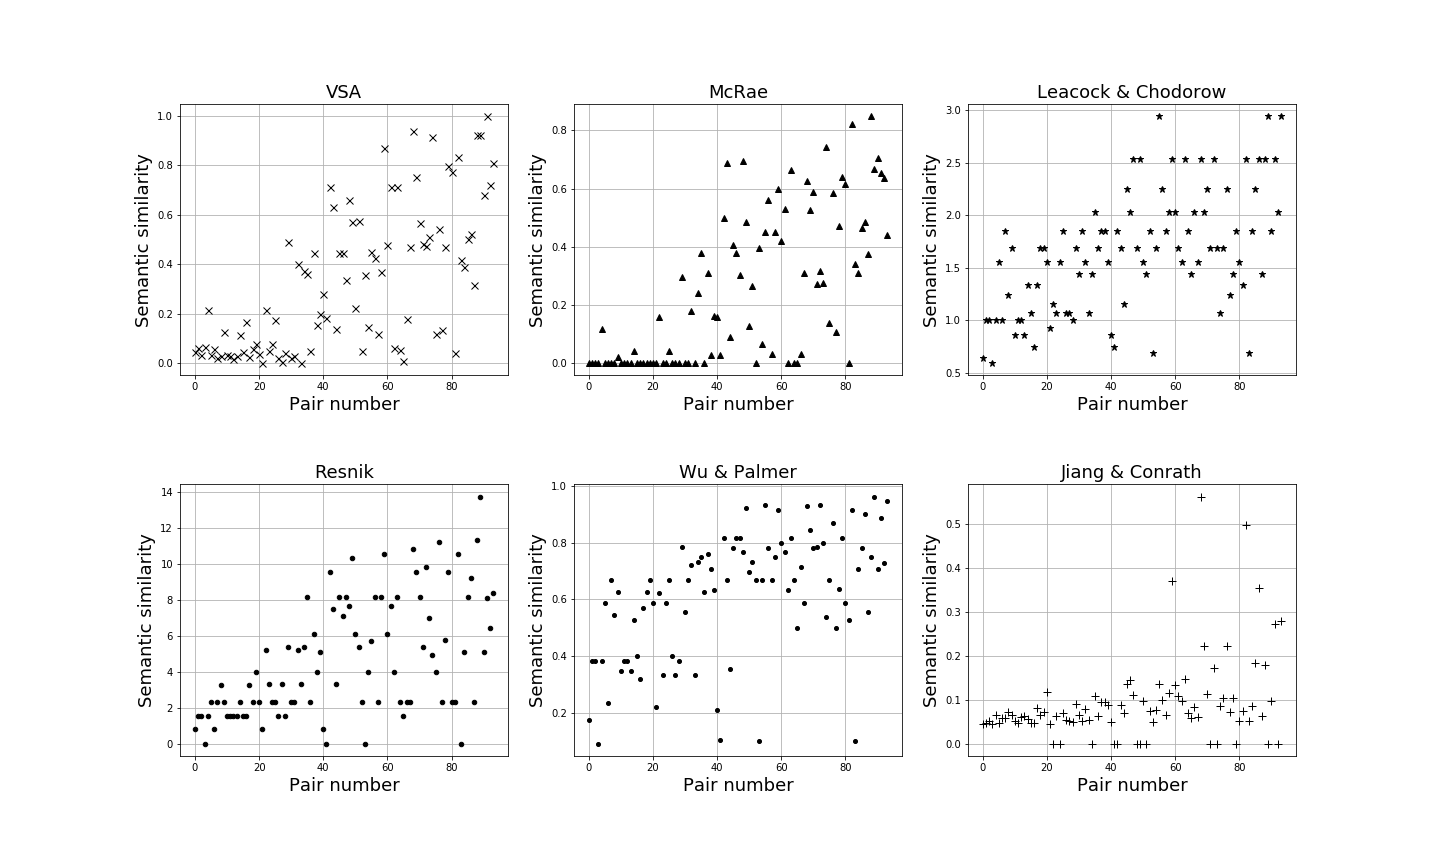 VSA
1.0
0.8
0.6
0.4
0.2
0.0
Semantic similarity
0 20 40 60 80
Pair number
McRae
0.8
0.6
0.4
0.2
0.0
Semantic similarity
0 20 40 60 80
Pair number
Leacock & Chodorow
3.0
2.5
2.0
1.5
1.0
0.5
Semantic similarity
0 20 40 60 80
Pair number
Resnik
14
12
10
8
6
4
2
0
Semantic similarity
0 20 40 60 80
Pair number
Wu & Palmer
1.0
0.8
0.6
0.4
0.2
Semantic similarity
0 20 40 60 80
Pair number
Jiang & Conrath
0.5
0.4
0.3
0.2
0.1
0.0
Semantic similarity
0 20 40 60 80
Pair number